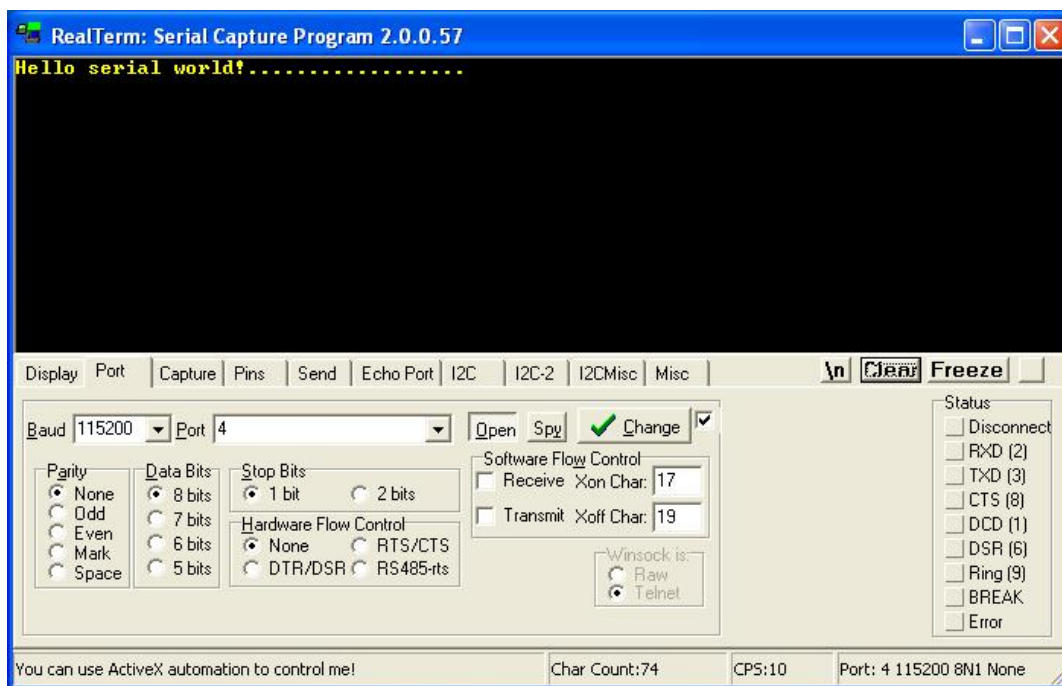 RealTerm: Serial Capture Program 2.0.0.57
Hello serial world!..................
Display Port Capture Pins Send Echo Port I2C I2C-2 I2CMisc Misc \n Clear Freeze
Baud 115200 Port 4 Open Spy Change
Parity
None
Odd
Even
Mark
Space
Data Bits
8 bits
7 bits
6 bits
5 bits
Stop Bits
1 bit 2 bits
Hardware Flow Control
None RTS/CTS
DTR/DSR RS485-rts
Software Flow Control
Receive Xon Char: 17
Transmit Xoff Char: 19
Winsock is:
Raw
Telnet
Status
Disconnect
RXD (2)
TXD (3)
CTS (8)
DCD (1)
DSR (6)
Ring (9)
BREAK
Error
You can use ActiveX automation to control me! Char Count:74 CPS:10 Port: 4 115200 8N1 None